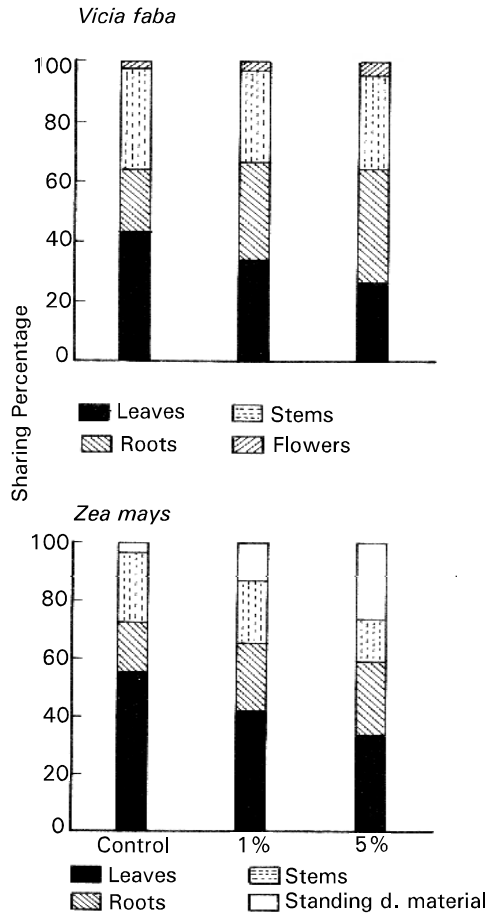 Vicia faba
100
80
60
40
20
0
Sharing Percentage
Leaves
Stems
Roots
Flowers
Zea mays
100
80
60
40
20
0
Control 1% 5%
Leaves
Stems
Roots
Standing d. material